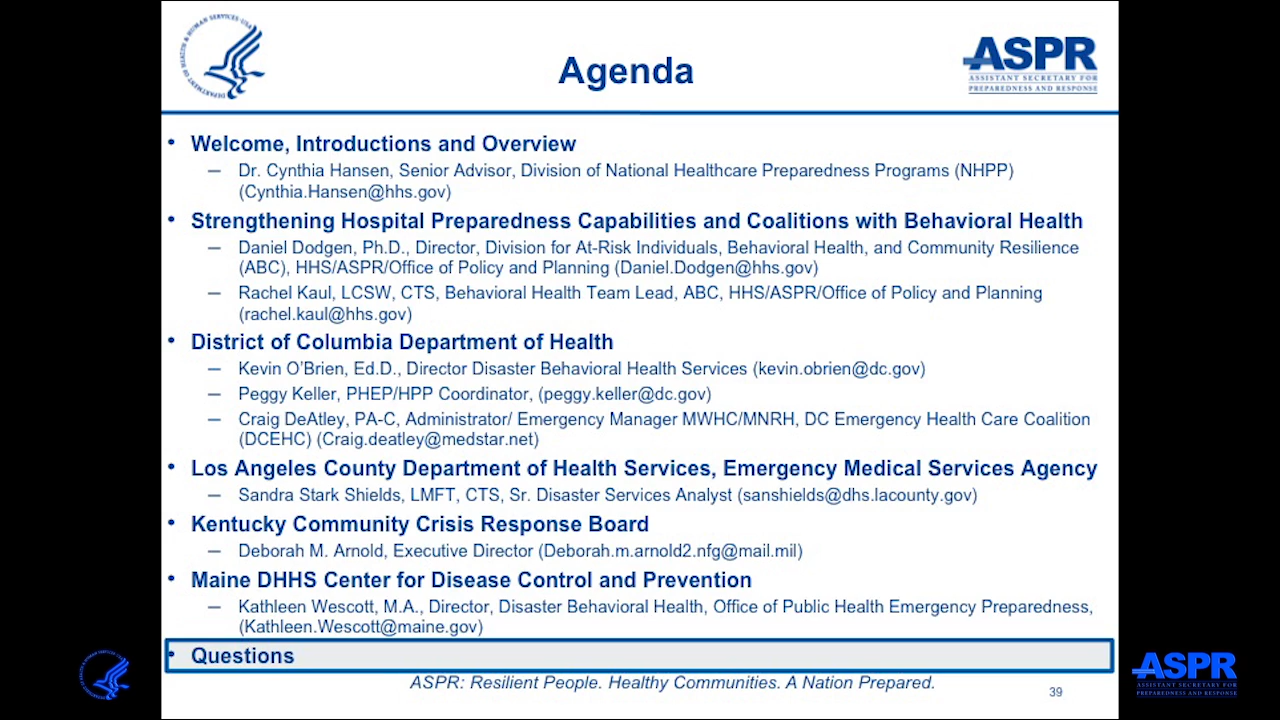 DEPARTMENT OF HEALTH & HUMAN SERVICES·USA
Agenda
ASPR
ASSISTANT SECRETARY FOR
PREPAREDNESS AND RESPONSE
• Welcome, Introductions and Overview
– Dr. Cynthia Hansen, Senior Advisor, Division of National Healthcare Preparedness Programs (NHPP)
(Cynthia.Hansen@hhs.gov)
• Strengthening Hospital Preparedness Capabilities and Coalitions with Behavioral Health
– Daniel Dodgen, Ph.D., Director, Division for At-Risk Individuals, Behavioral Health, and Community Resilience
(ABC), HHS/ASPR/Office of Policy and Planning (Daniel.Dodgen@hhs.gov)
– Rachel Kaul, LCSW, CTS, Behavioral Health Team Lead, ABC, HHS/ASPR/Office of Policy and Planning
(rachel.kaul@hhs.gov)
• District of Columbia Department of Health
– Kevin O’Brien, Ed.D., Director Disaster Behavioral Health Services (kevin.obrien@dc.gov)
– Peggy Keller, PHEP/HPP Coordinator, (peggy.keller@dc.gov)
– Craig DeAtley, PA-C, Administrator/ Emergency Manager MWHC/MNRH, DC Emergency Health Care Coalition
(DCEHC) (Craig.deatley@medstar.net)
• Los Angeles County Department of Health Services, Emergency Medical Services Agency
– Sandra Stark Shields, LMFT, CTS, Sr. Disaster Services Analyst (sanshields@dhs.lacounty.gov)
• Kentucky Community Crisis Response Board
– Deborah M. Arnold, Executive Director (Deborah.m.arnold2.nfg@mail.mil)
• Maine DHHS Center for Disease Control and Prevention
– Kathleen Wescott, M.A., Director, Disaster Behavioral Health, Office of Public Health Emergency Preparedness,
(Kathleen.Wescott@maine.gov)
• Questions
ASPR: Resilient People. Healthy Communities. A Nation Prepared.
39
ASPR
ASSISTANT SECRETARY FOR
PREPAREDNESS AND RESPONSE